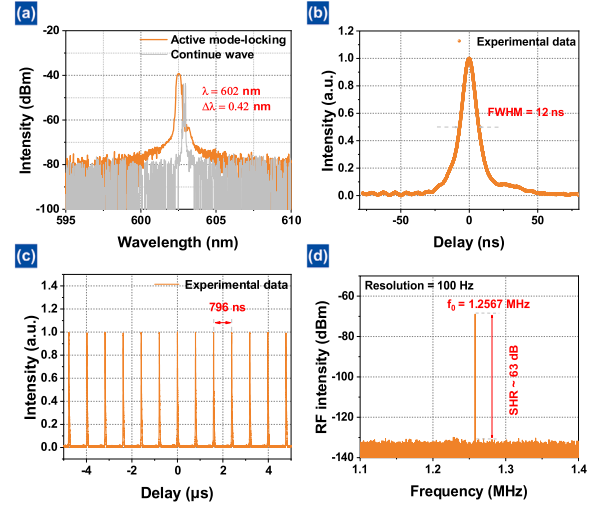 (a)
-20
-40
-60
-80
-100
Intensity (dBm)
Active mode-locking
Continue wave
λ = 602 nm
Δλ = 0.42 nm
595
600
605
610
Wavelength (nm)
(b)
1.2
1.0
0.8
0.6
0.4
0.2
0.0
Intensity (a.u.)
Experimental data
FWHM = 12 ns
-50
0
50
Delay (ns)
(c)
1.4
1.2
1.0
0.8
0.6
0.4
0.2
0.0
Intensity (a.u.)
Experimental data
796 ns
-4
-2
0
2
4
Delay (µs)
(d)
-60
-80
-100
-120
-140
RF intensity (dBm)
Resolution = 100 Hz
f₀ = 1.2567 MHz
SHR ~ 63 dB
1.1
1.2
1.3
1.4
Frequency (MHz)